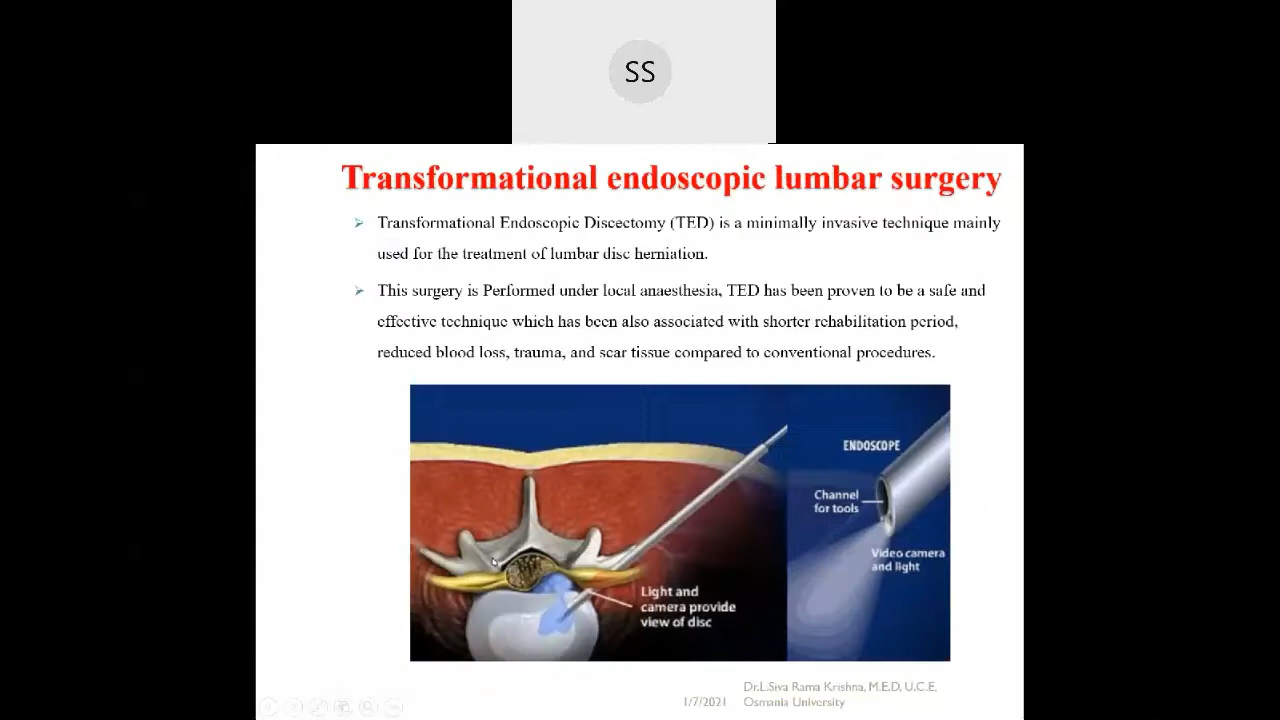 SS
Transformational endoscopic lumbar surgery
Transformational Endoscopic Discectomy (TED) is a minimally invasive technique mainly
used for the treatment of lumbar disc herniation.
This surgery is Performed under local anaesthesia, TED has been proven to be a safe and
effective technique which has been also associated with shorter rehabilitation period,
reduced blood loss, trauma, and scar tissue compared to conventional procedures.
ENDOSCOPE
Channel
for tools
Video camera
and light
Light and
camera provide
view of disc
1/7/2021
Dr.L.Siva Rama Krishna, M.E.D, U.C.E,
Osmania University